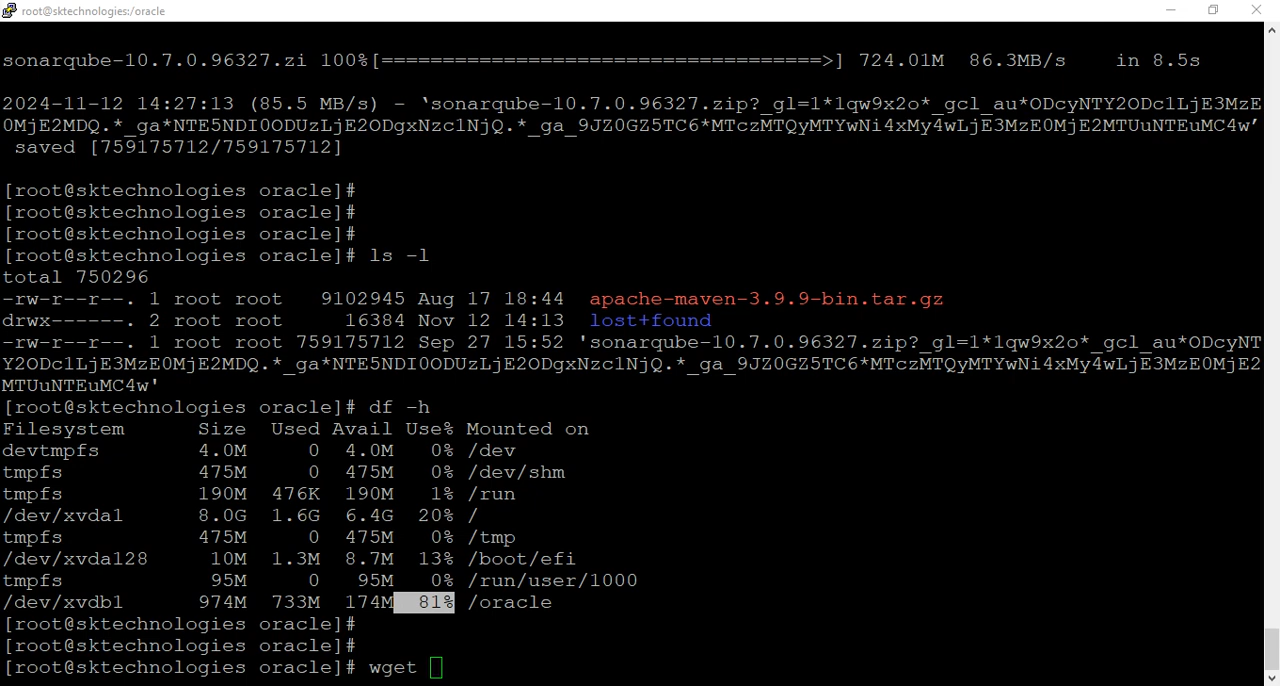 root@sktechnologies:/oracle
sonarqube-10.7.0.96327.zi 100%[=====================================>] 724.01M  86.3MB/s    in 8.5s
2024-11-12 14:27:13 (85.5 MB/s) - ‘sonarqube-10.7.0.96327.zip?_gl=1*1qw9x2o*_gcl_au*ODcyNTY2ODc1LjE3MzE
0MjE2MDQ.*_ga*NTE5NDI0ODUzLjE2ODgxNzc1NjQ.*_ga_9JZ0GZ5TC6*MTczMTQyMTYwNi4xMy4wLjE3MzE0MjE2MTUuNTEuMC4w’
 saved [759175712/759175712]
[root@sktechnologies oracle]#
[root@sktechnologies oracle]#
[root@sktechnologies oracle]#
[root@sktechnologies oracle]# ls -l
total 750296
-rw-r--r--. 1 root root   9102945 Aug 17 18:44  apache-maven-3.9.9-bin.tar.gz
drwx------. 2 root root     16384 Nov 12 14:13  lost+found
-rw-r--r--. 1 root root 759175712 Sep 27 15:52 'sonarqube-10.7.0.96327.zip?_gl=1*1qw9x2o*_gcl_au*ODcyNT
Y2ODc1LjE3MzE0MjE2MDQ.*_ga*NTE5NDI0ODUzLjE2ODgxNzc1NjQ.*_ga_9JZ0GZ5TC6*MTczMTQyMTYwNi4xMy4wLjE3MzE0MjE2
MTUuNTEuMC4w'
[root@sktechnologies oracle]# df -h
Filesystem      Size  Used Avail Use% Mounted on
devtmpfs        4.0M     0  4.0M   0% /dev
tmpfs           475M     0  475M   0% /dev/shm
tmpfs           190M  476K  190M   1% /run
/dev/xvda1      8.0G  1.6G  6.4G  20% /
tmpfs           475M     0  475M   0% /tmp
/dev/xvda128     10M  1.3M  8.7M  13% /boot/efi
tmpfs            95M     0   95M   0% /run/user/1000
/dev/xvdb1      974M  733M  174M  81% /oracle
[root@sktechnologies oracle]#
[root@sktechnologies oracle]#
[root@sktechnologies oracle]# wget